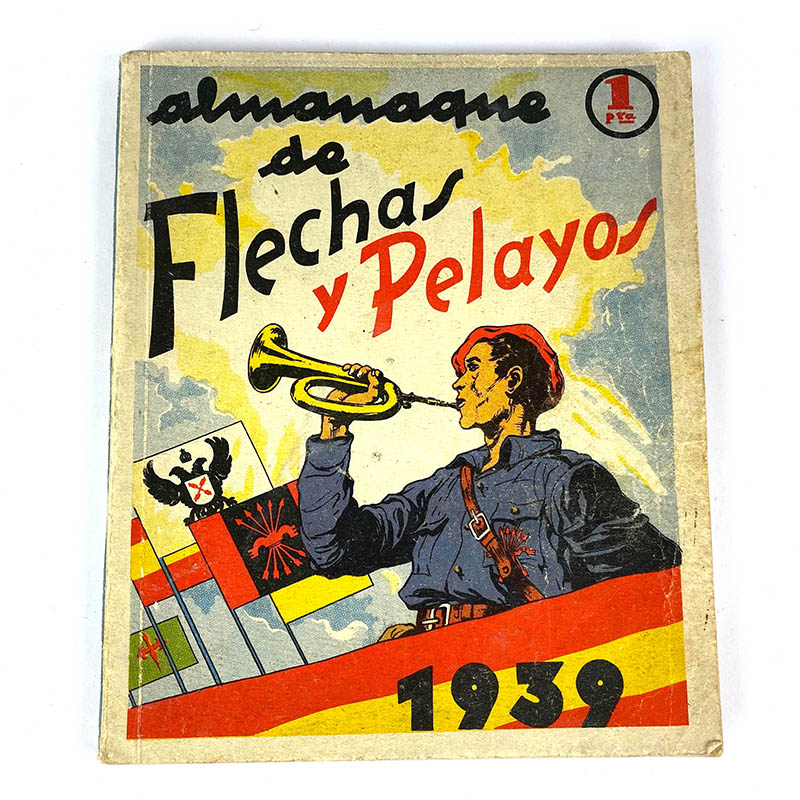 almanaque
1
pta
de
Flechas
y Pelayos
1939